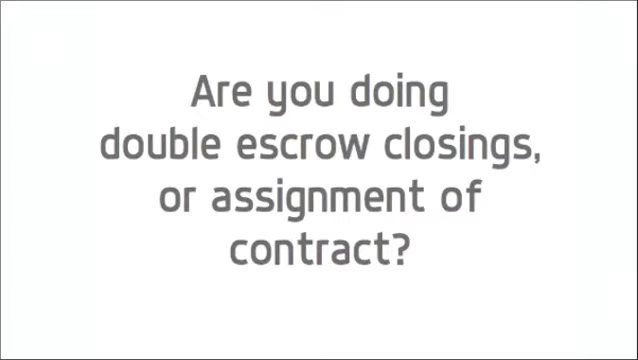 Are you doing
double escrow closings,
or assignment of
contract?